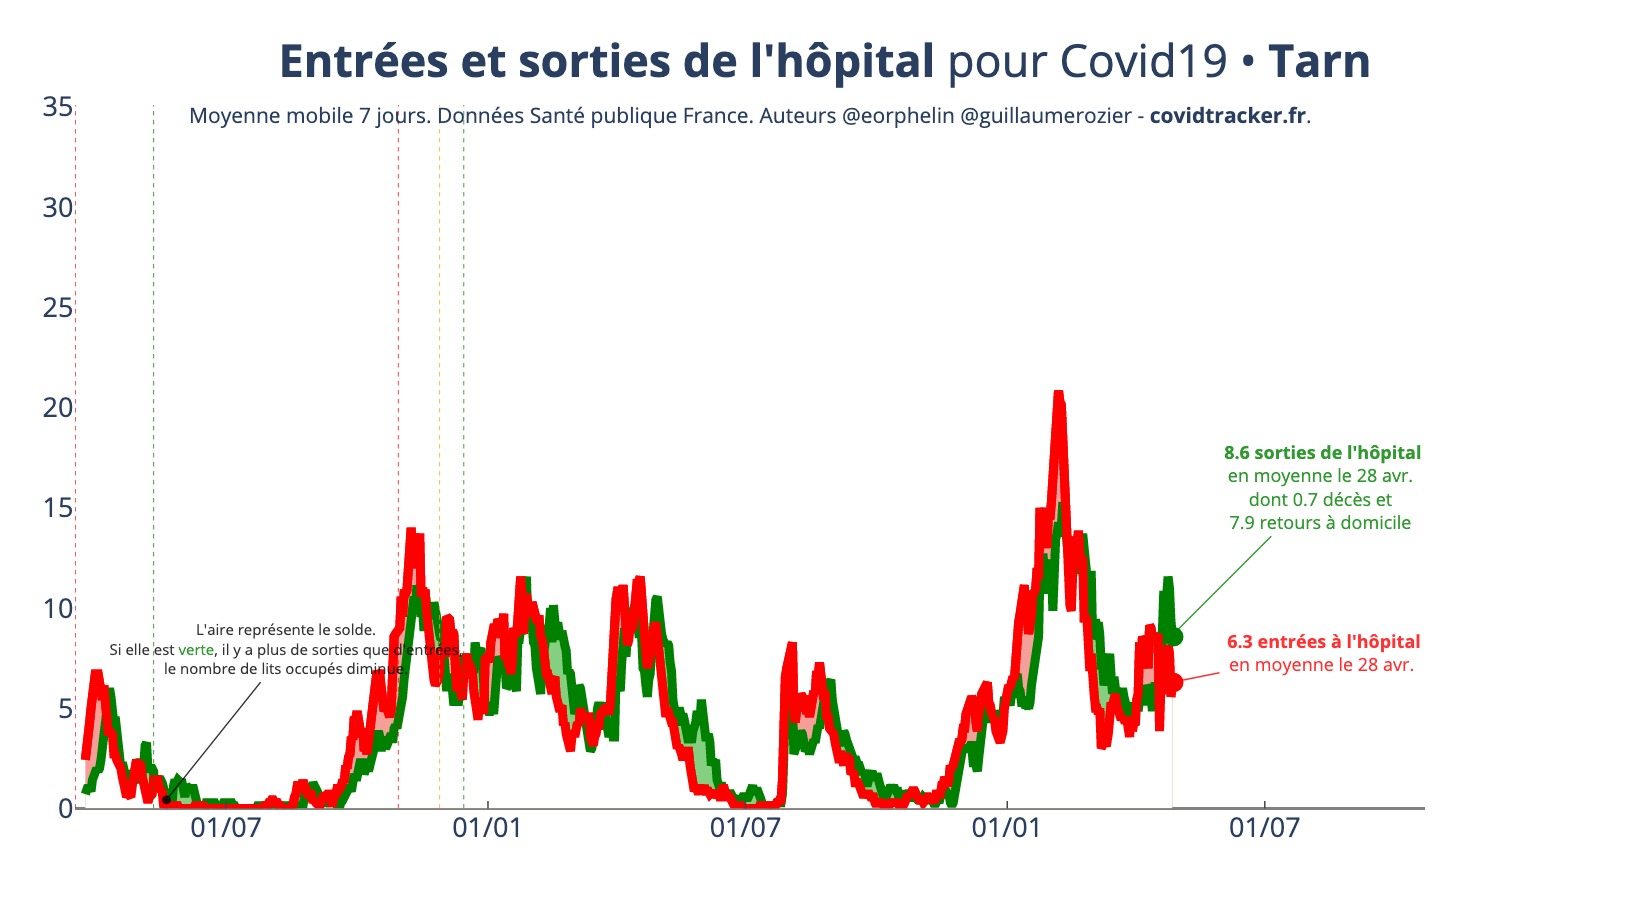 Entrées et sorties de l'hôpital pour Covid19 • Tarn
Moyenne mobile 7 jours. Données Santé publique France. Auteurs @eorphelin @guillaumerozier - covidtracker.fr.
35
30
25
20
15
10
5
0
L'aire représente le solde.
Si elle est verte, il y a plus de sorties que d'entrées,
le nombre de lits occupés diminue.
8.6 sorties de l'hôpital
en moyenne le 28 avr.
dont 0.7 décès et
7.9 retours à domicile
6.3 entrées à l'hôpital
en moyenne le 28 avr.
01/07
01/01
01/07
01/01
01/07